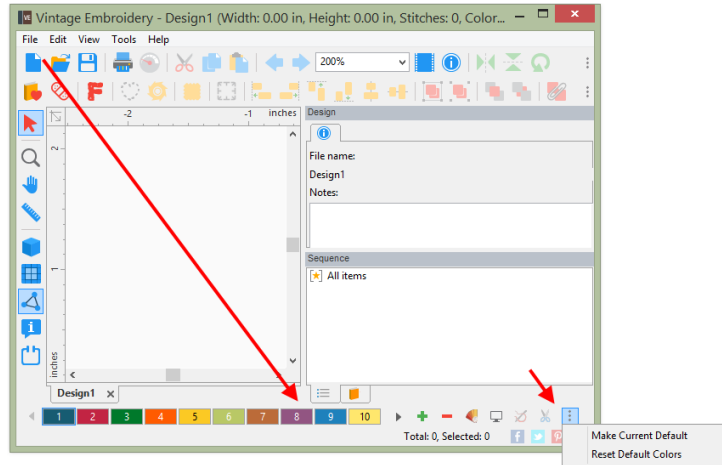 Vintage Embroidery - Design1 (Width: 0.00 in, Height: 0.00 in, Stitches: 0, Color...
File Edit View Tools Help
200%
-2 -1 inches
Design
2
File name:
Design1
Notes:
Sequence
All items
1
inches
Design1 x
1 2 3 4 5 6 7 8 9 10
Total: 0, Selected: 0
Make Current Default
Reset Default Colors